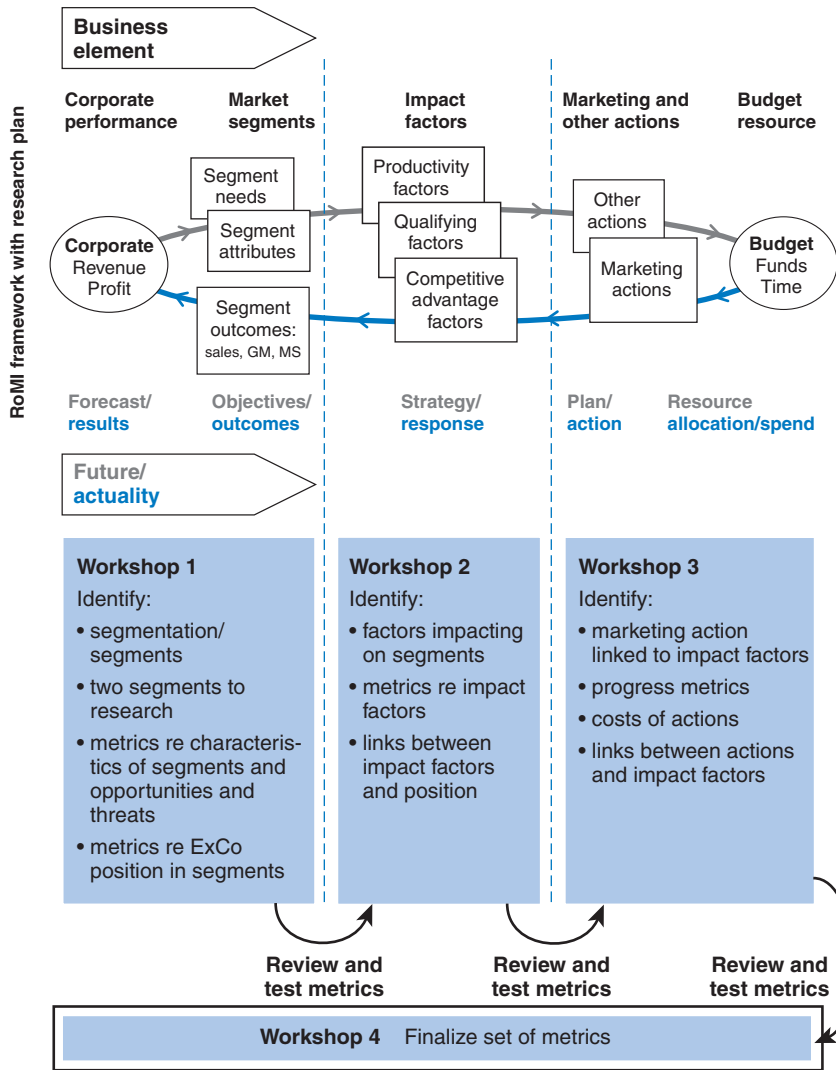 RoMI framework with research plan
Business
element
Corporate
performance
Market
segments
Impact
factors
Marketing and
other actions
Budget
resource
Segment
needs
Segment
attributes
Productivity
factors
Qualifying
factors
Competitive
advantage
factors
Other
actions
Marketing
actions
Corporate
Revenue
Profit
Budget
Funds
Time
Segment
outcomes:
sales, GM, MS
Forecast/
results
Objectives/
outcomes
Strategy/
response
Plan/
action
Resource
allocation/spend
Future/
actuality
Workshop 1
Identify:
• segmentation/
segments
• two segments to
research
• metrics re characteris-
tics of segments and
opportunities and
threats
• metrics re ExCo
position in segments
Workshop 2
Identify:
• factors impacting
on segments
• metrics re impact
factors
• links between
impact factors
and position
Workshop 3
Identify:
• marketing action
linked to impact factors
• progress metrics
• costs of actions
• links between actions
and impact factors
Review and
test metrics
Review and
test metrics
Review and
test metrics
Workshop 4 Finalize set of metrics